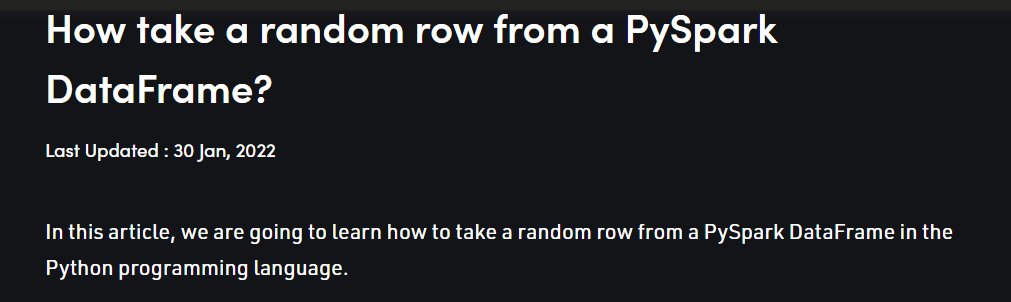 How take a random row from a PySpark
DataFrame?
Last Updated : 30 Jan, 2022
In this article, we are going to learn how to take a random row from a PySpark DataFrame in the
Python programming language.